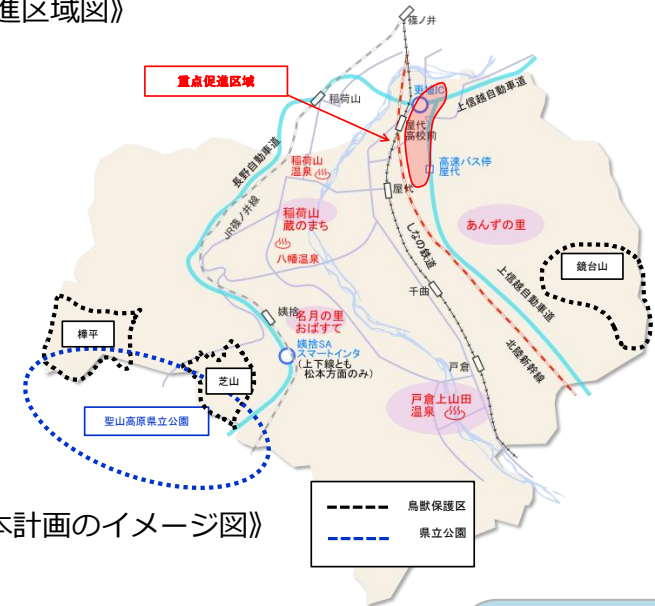 進区域図》
篠ノ井
重点促進区域
更埴IC
上信越自動車道
稲荷山
屋代
高校前
長野自動車道
高速バス停
屋代
稲荷山
温泉
屋代
JR篠ノ井線
稲荷山
蔵のまち
あんずの里
しなの鉄道
八幡温泉
鏡台山
上信越自動車道
千曲
姨捨
名月の里
おばすて
樺平
北陸新幹線
姨捨SA
スマートインタ
(上下線とも
松本方面のみ)
戸倉
芝山
戸倉上山田
温泉
聖山高原県立公園
鳥獣保護区
県立公園
本計画のイメージ図》